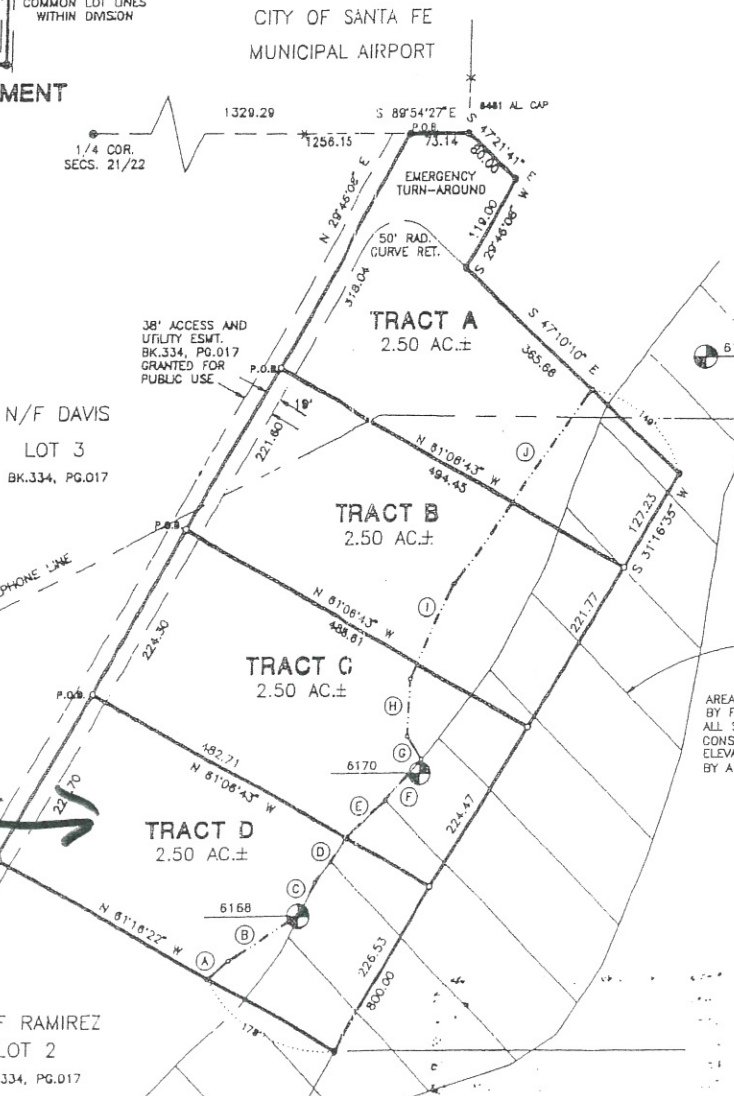 COMMON LOT LINES
WITHIN DIVISION
MENT
CITY OF SANTA FE
MUNICIPAL AIRPORT
1329.29
S 89°54'27" E
8481 AL CAP
1/4 COR.
SECS. 21/22
1256.15
P.O.B.
73.14
S 47°21'41" E
80.00
EMERGENCY
TURN-AROUND
N 29°46'08" E
119.00
S 29°46'08" W
50' RAD.
CURVE RET.
318.04
TRACT A
2.50 AC.±
S 47°10'10" E
365.68
38' ACCESS AND
UTILITY ESMT.
BK.334, PG.017
GRANTED FOR
PUBLIC USE
P.O.B.
19'
221.60
N/F DAVIS
LOT 3
BK.334, PG.017
N 61°06'43" W
494.45
J
149'
127.23
S 31°16'35" W
TRACT B
2.50 AC.±
P.O.B.
PHONE LINE
I
N 61°06'43" W
488.61
221.77
224.30
TRACT C
2.50 AC.±
H
P.O.B.
AREA
BY F
ALL S
CONS
ELEVA
BY A
G
6170
482.71
N 61°06'43" W
F
E
224.47
TRACT D
2.50 AC.±
D
C
6168
B
N 61°16'22" W
A
226.53
800.00
178'
F RAMIREZ
LOT 2
334, PG.017